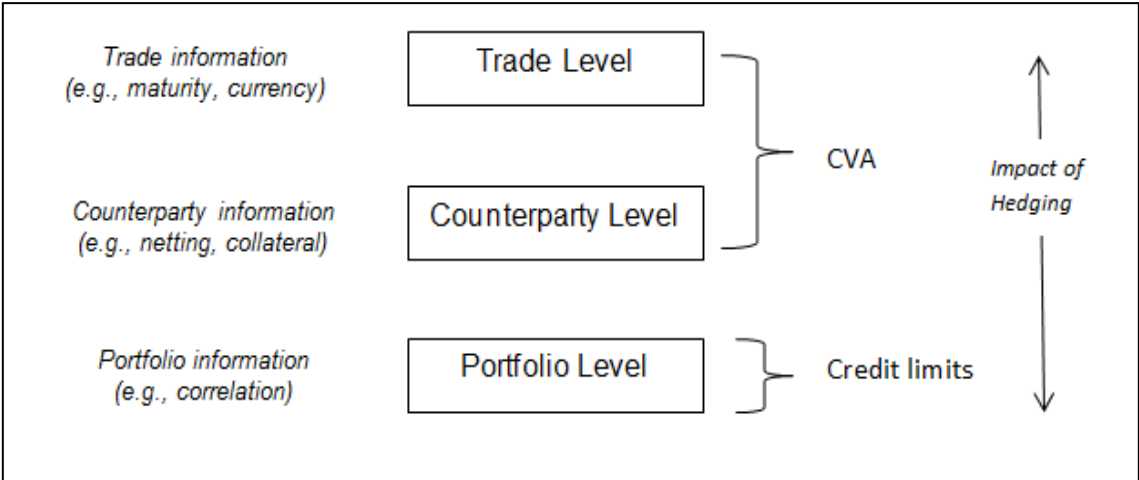 Trade information
(e.g., maturity, currency)
Trade Level
CVA
Impact of
Hedging
Counterparty information
(e.g., netting, collateral)
Counterparty Level
Portfolio information
(e.g., correlation)
Portfolio Level
Credit limits